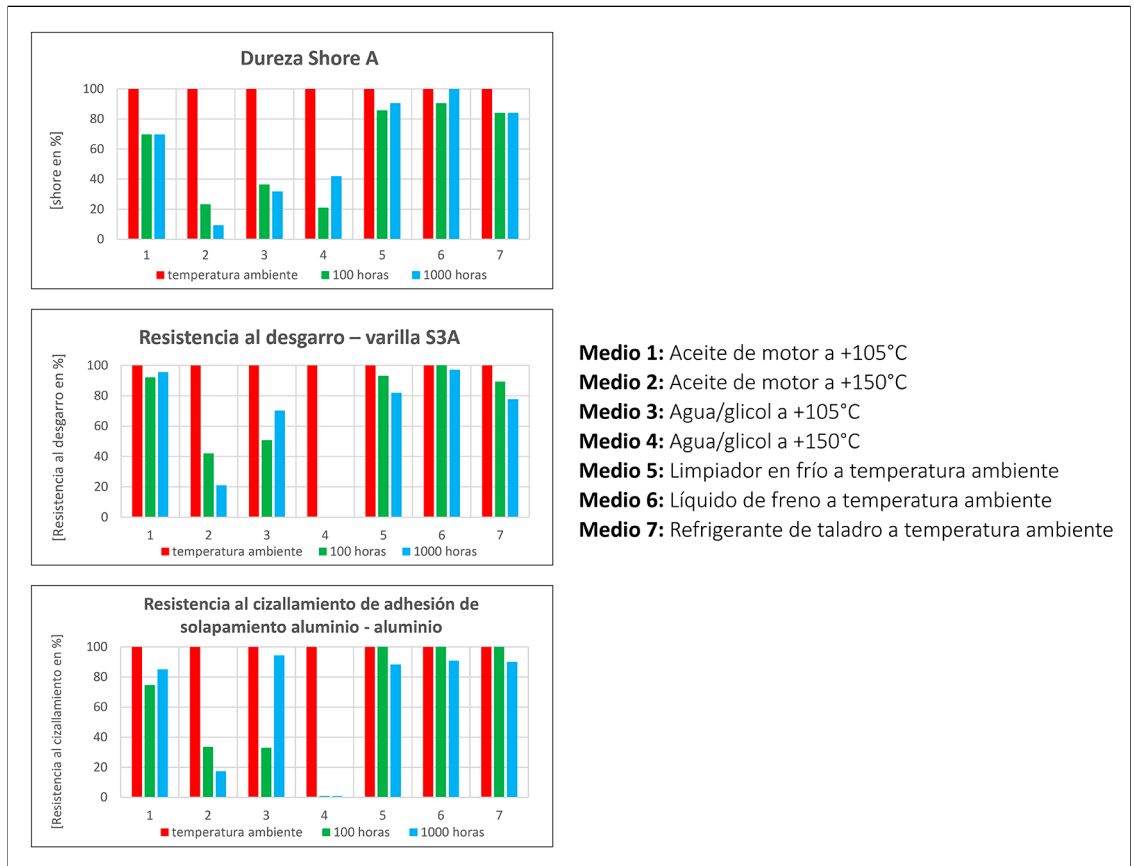 Dureza Shore A
[shore en %]
100
80
60
40
20
0
1 2 3 4 5 6 7
temperatura ambiente 100 horas 1000 horas
Resistencia al desgarro – varilla S3A
[Resistencia al desgarro en %]
100
80
60
40
20
0
1 2 3 4 5 6 7
temperatura ambiente 100 horas 1000 horas
Resistencia al cizallamiento de adhesión de
solapamiento aluminio - aluminio
[Resistencia al cizallamiento en %]
100
80
60
40
20
0
1 2 3 4 5 6 7
temperatura ambiente 100 horas 1000 horas
Medio 1: Aceite de motor a +105°C
Medio 2: Aceite de motor a +150°C
Medio 3: Agua/glicol a +105°C
Medio 4: Agua/glicol a +150°C
Medio 5: Limpiador en frío a temperatura ambiente
Medio 6: Líquido de freno a temperatura ambiente
Medio 7: Refrigerante de taladro a temperatura ambiente